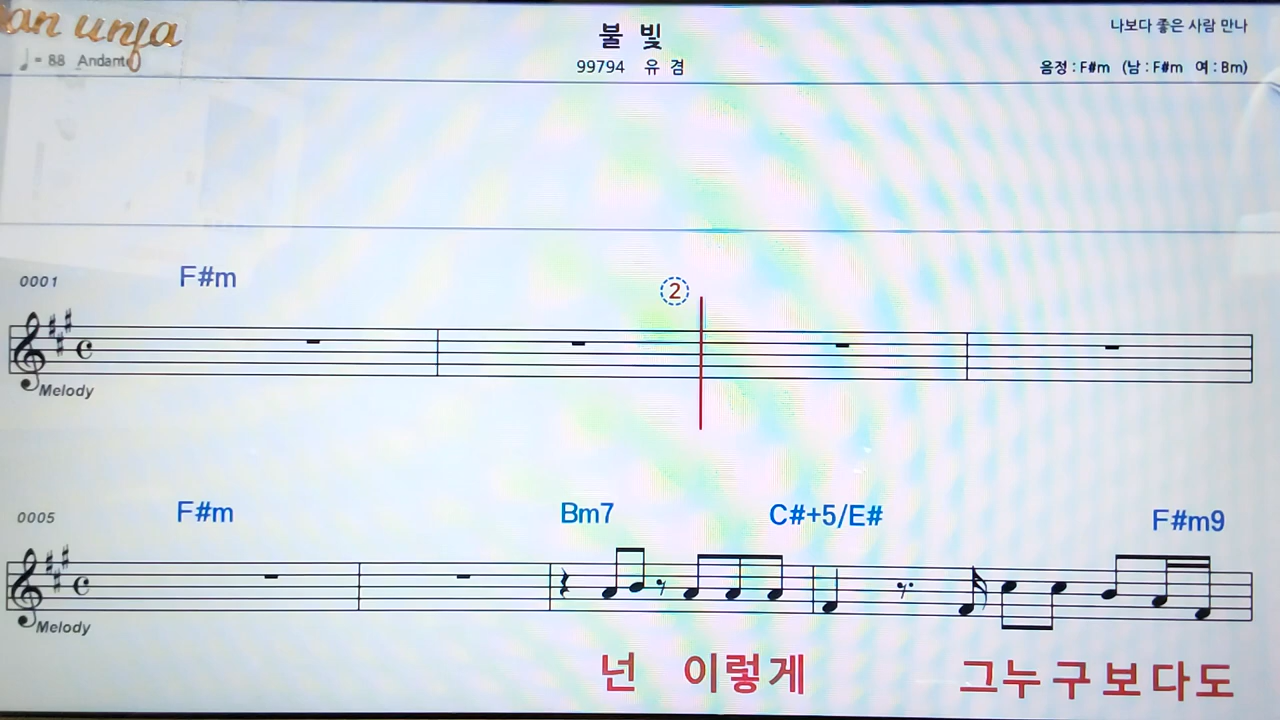 an unfa
불 빛
나보다 좋은 사람 만나
♩ = 88 Andante
99794 유 겸
음정 : F#m (남 : F#m 여 : Bm)
0001 F#m
2
Melody
0005 F#m Bm7 C#+5/E# F#m9
Melody
넌 이렇게 그누구보다도